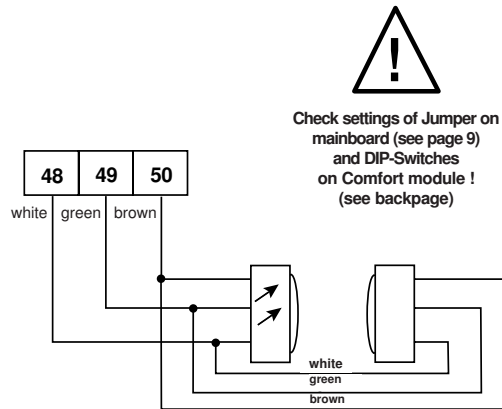 !
Check settings of Jumper on
mainboard (see page 9)
and DIP-Switches
on Comfort module !
(see backpage)
48 49 50
white green brown
white
green
brown